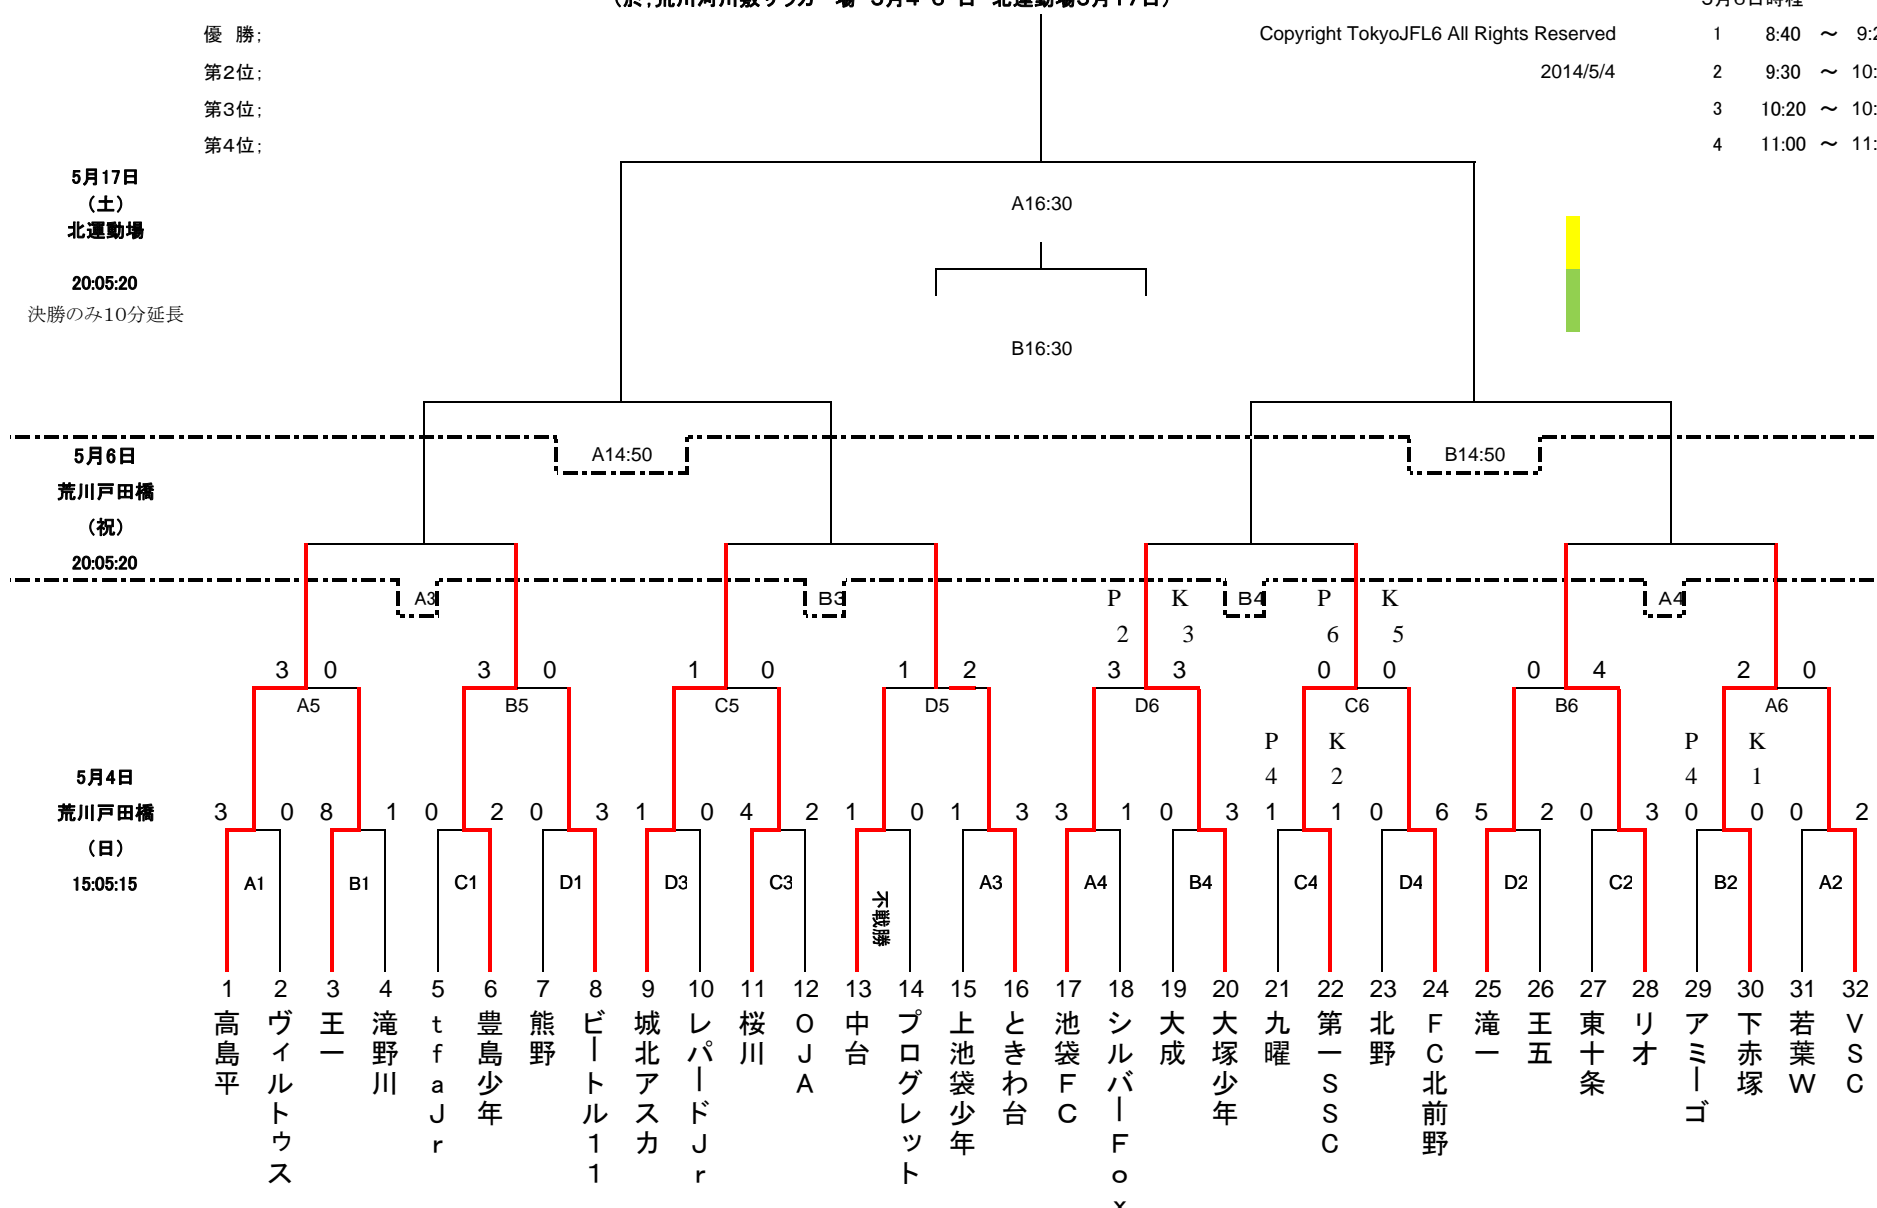 優 勝;
Copyright TokyoJFL6 All Rights Reserved
1 8:40 ～
第2位;
2014/5/4
2 9:30 ～
第3位;
3 10:20 ～
第4位;
4 11:00 ～
5月17日
（土）
北運動場
A16:30
20:05:20
決勝のみ10分延長
B16:30
5月6日
A14:50
B14:50
荒川戸田橋
（祝）
20:05:20
A3 B3 P K B4 P K A4
2 3 6 5
3 0 3 0 1 0 1 2 3 3 0 0 0 4 2 0
A5 B5 C5 D5 D6 C6 B6 A6
P K P K
5月4日
4 2 4 1
荒川戸田橋
3 0 8 1 0 2 0 3 1 0 4 2 1 0 1 3 3 1 0 3 1 1 0 6 5 2 0 3 0 0 0 2
（日）
15:05:15
A1 B1 C1 D1 D3 C3 不戦勝 A3 A4 B4 C4 D4 D2 C2 B2 A2
1 2 3 4 5 6 7 8 9 10 11 12 13 14 15 16 17 18 19 20 21 22 23 24 25 26 27 28 29 30 31 32
高島平
ヴィルトゥス
王一
滝野川
tfaJr
豊島少年
熊野
ビートル11
城北アスカ
レパードJr
桜川
OJA
中台
プログレット
上池袋少年
ときわ台
池袋FC
シルバーFox
大成
大塚少年
九曜
第一SSC
北野
FC北前野
滝一
王五
東十条
リオ
アミーゴ
下赤塚
若葉W
VSC